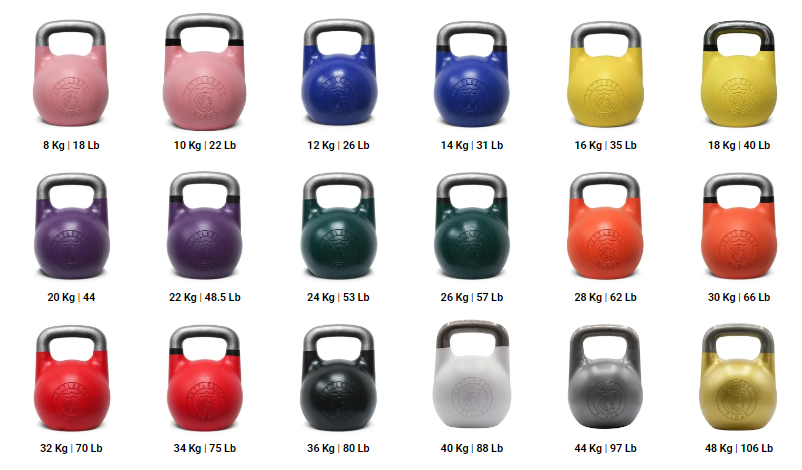 8 Kg | 18 Lb
10 Kg | 22 Lb
12 Kg | 26 Lb
14 Kg | 31 Lb
16 Kg | 35 Lb
18 Kg | 40 Lb
20 Kg | 44
22 Kg | 48.5 Lb
24 Kg | 53 Lb
26 Kg | 57 Lb
28 Kg | 62 Lb
30 Kg | 66 Lb
32 Kg | 70 Lb
34 Kg | 75 Lb
36 Kg | 80 Lb
40 Kg | 88 Lb
44 Kg | 97 Lb
48 Kg | 106 Lb